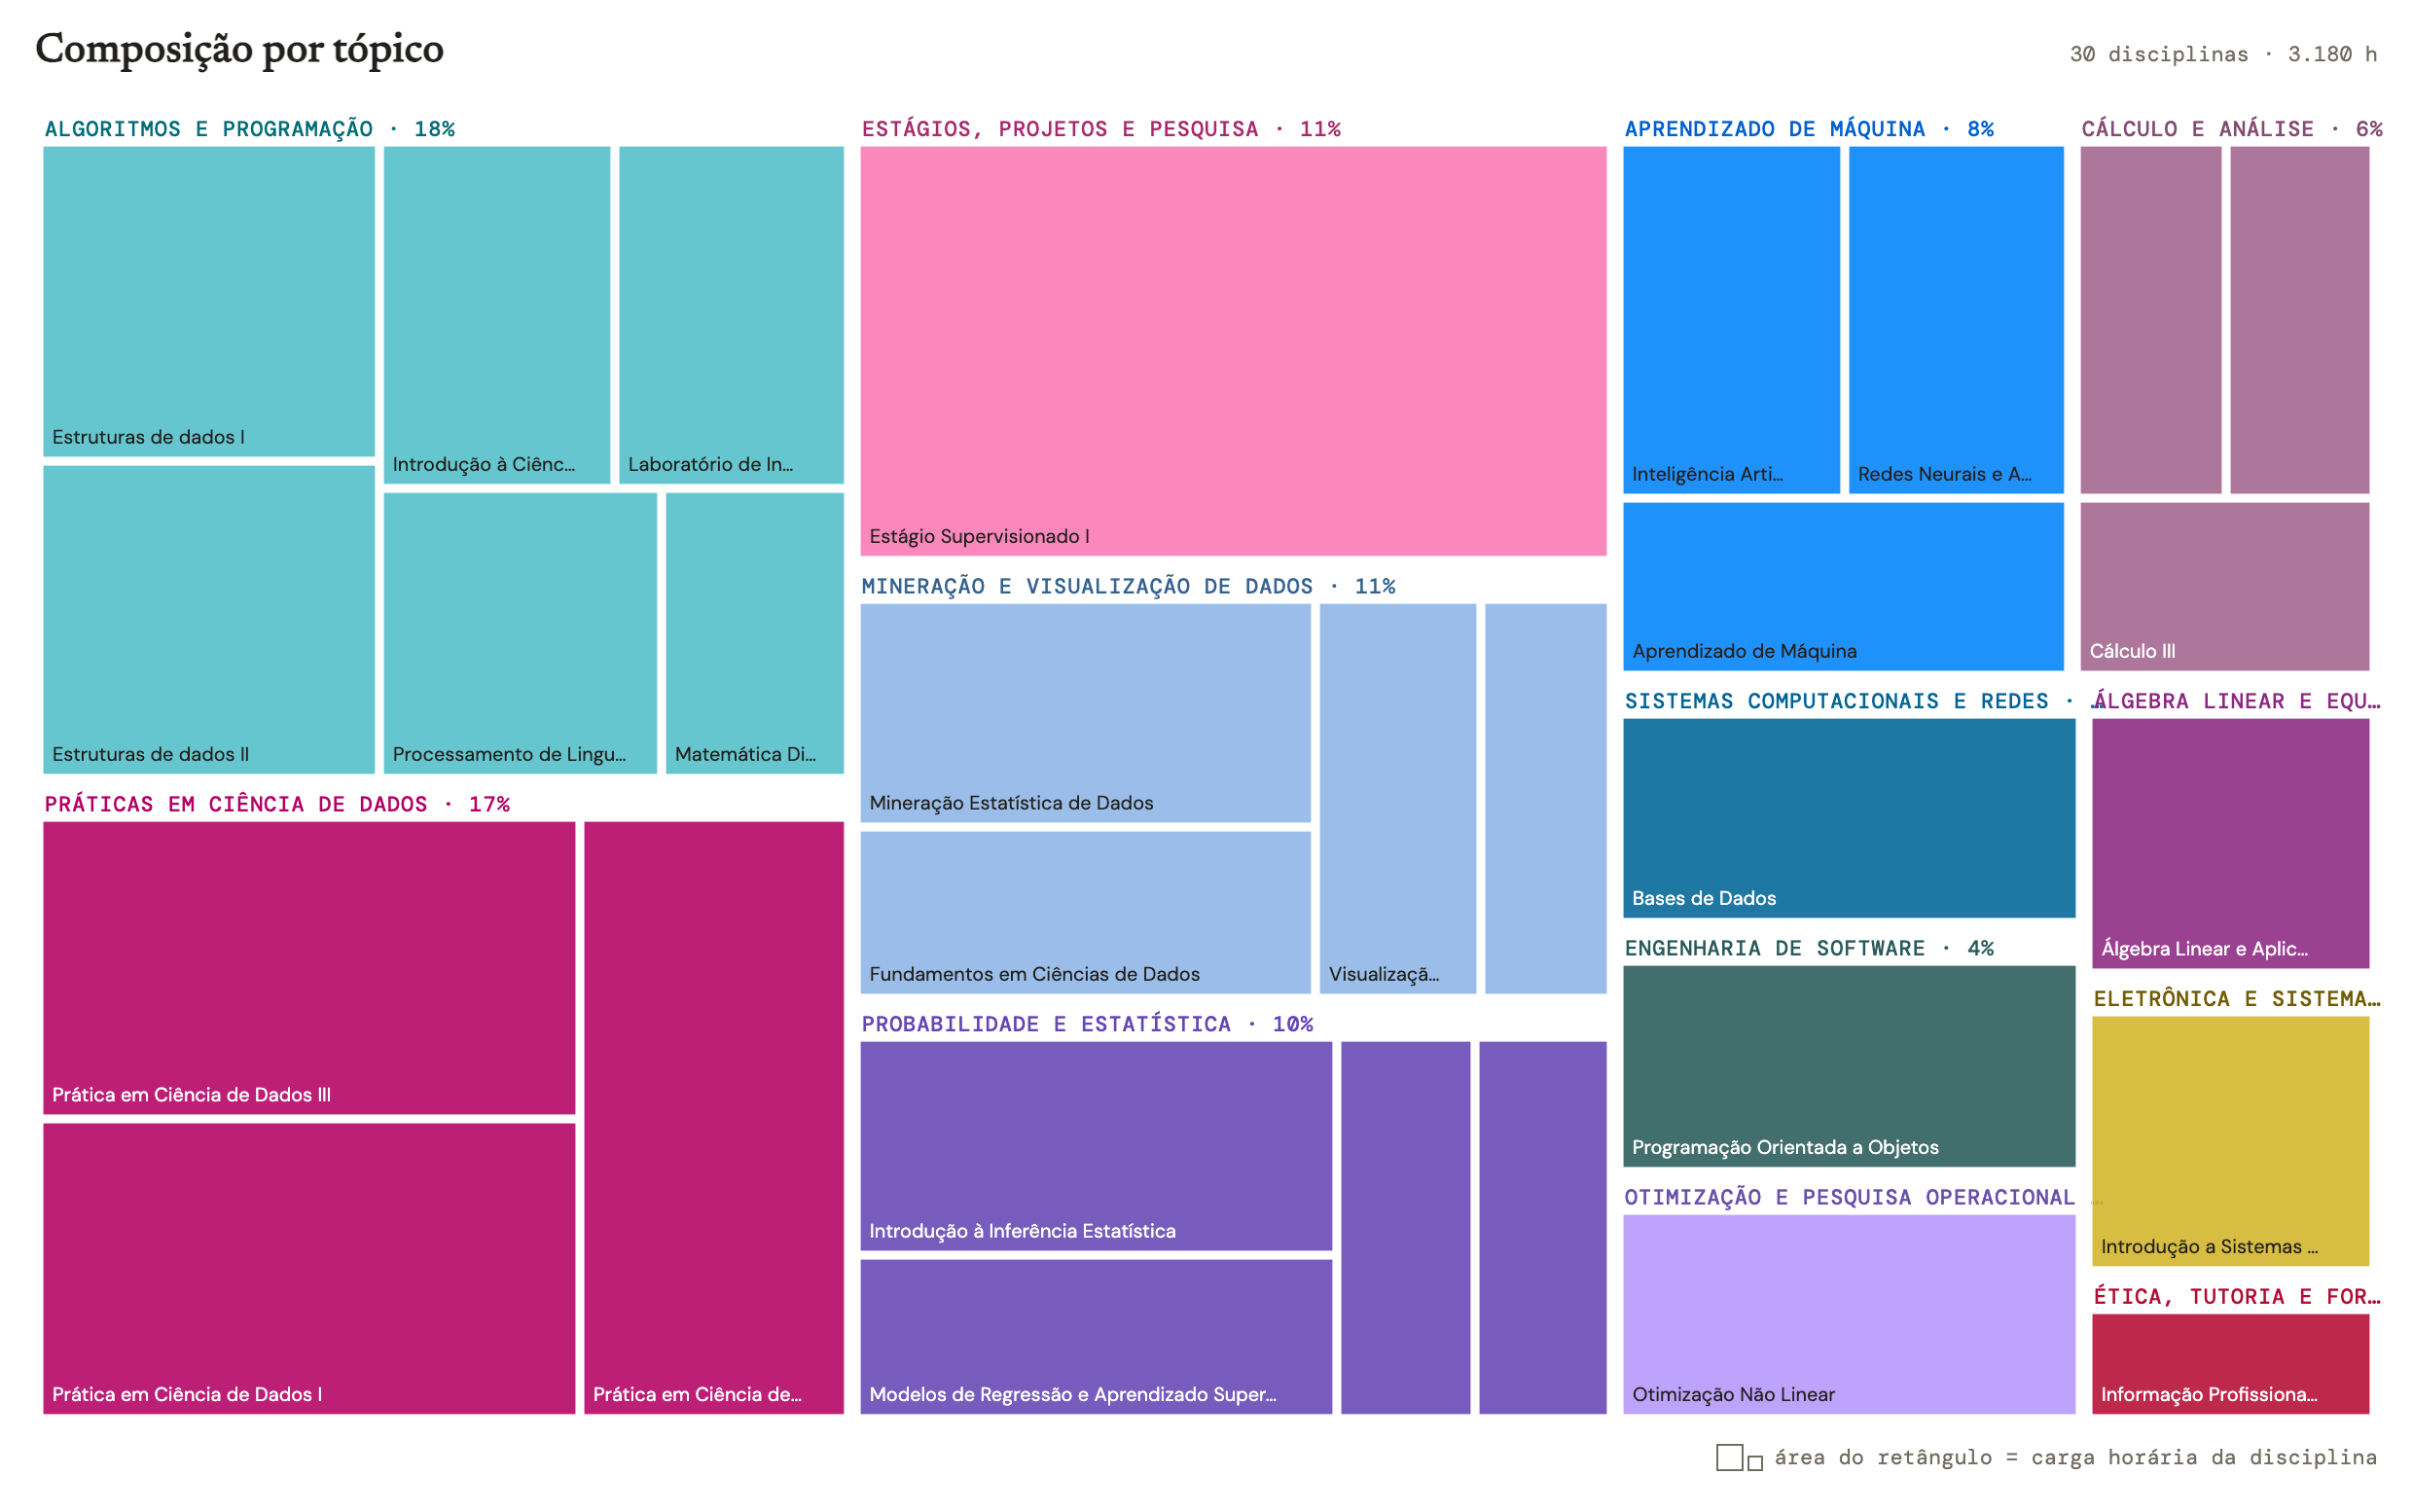 Composição por tópico
30 disciplinas · 3.180 h
ALGORITMOS E PROGRAMAÇÃO · 18%
Estruturas de dados I
Introdução à Ciênc...
Laboratório de In...
Estruturas de dados II
Processamento de Lingu...
Matemática Di...
PRÁTICAS EM CIÊNCIA DE DADOS · 17%
Prática em Ciência de Dados III
Prática em Ciência de Dados I
Prática em Ciência de...
ESTÁGIOS, PROJETOS E PESQUISA · 11%
Estágio Supervisionado I
MINERAÇÃO E VISUALIZAÇÃO DE DADOS · 11%
Mineração Estatística de Dados
Fundamentos em Ciências de Dados
Visualizaçã...
PROBABILIDADE E ESTATÍSTICA · 10%
Introdução à Inferência Estatística
Modelos de Regressão e Aprendizado Super...
APRENDIZADO DE MÁQUINA · 8%
Inteligência Arti...
Redes Neurais e A...
Aprendizado de Máquina
CÁLCULO E ANÁLISE · 6%
Cálculo III
SISTEMAS COMPUTACIONAIS E REDES · …
Bases de Dados
ÁLGEBRA LINEAR E EQU…
Álgebra Linear e Aplic...
ENGENHARIA DE SOFTWARE · 4%
Programação Orientada a Objetos
ELETRÔNICA E SISTEMA…
Introdução a Sistemas ...
OTIMIZAÇÃO E PESQUISA OPERACIONAL …
Otimização Não Linear
ÉTICA, TUTORIA E FOR…
Informação Profissiona...
área do retângulo = carga horária da disciplina